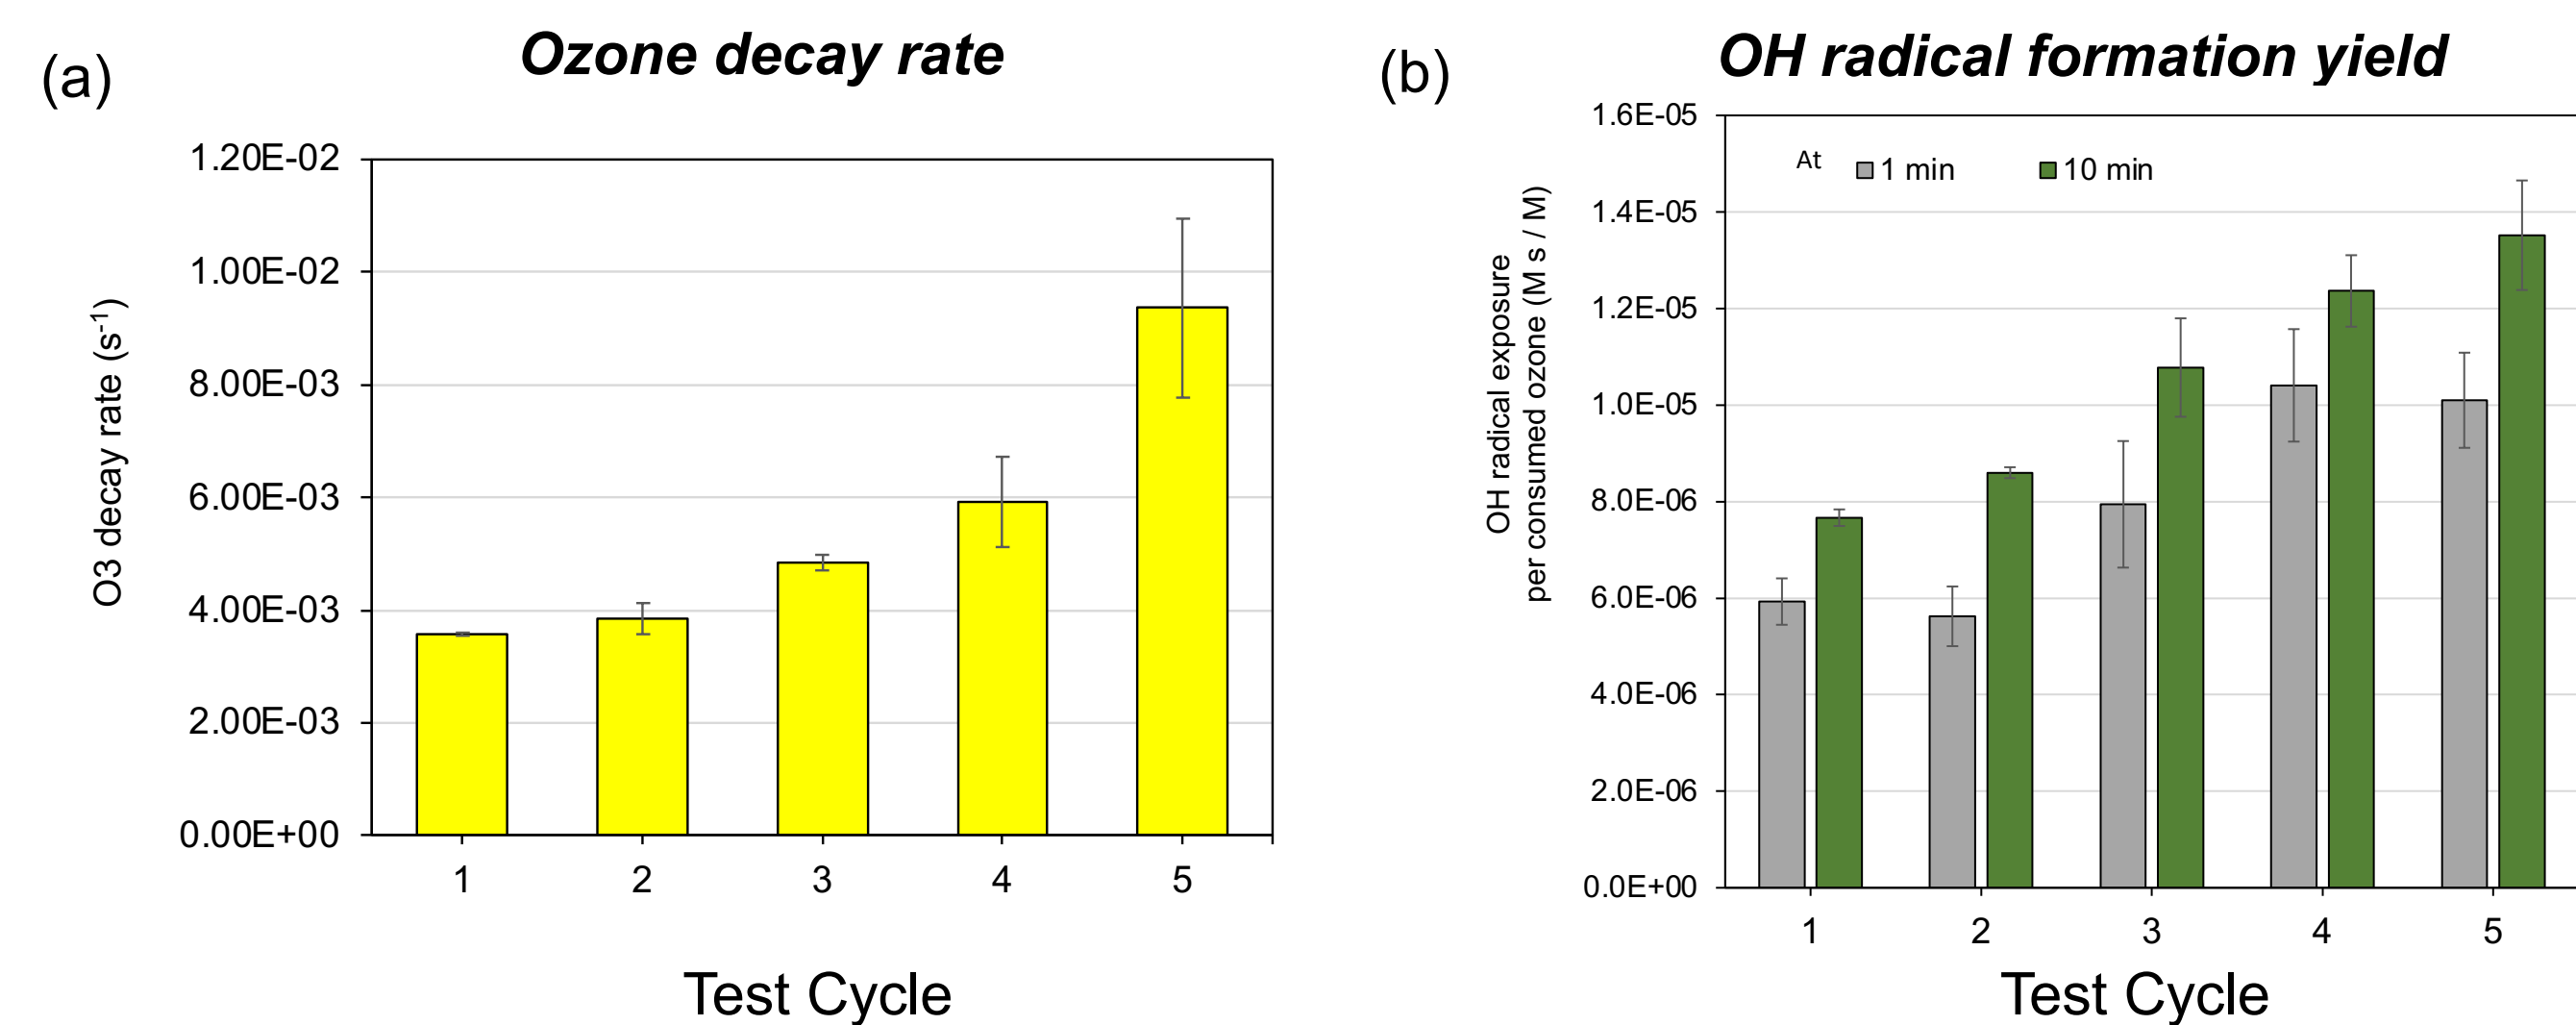 (a)
Ozone decay rate
O3 decay rate (s-1)
1.20E-02
1.00E-02
8.00E-03
6.00E-03
4.00E-03
2.00E-03
0.00E+00
1 2 3 4 5
Test Cycle
(b)
OH radical formation yield
OH radical exposure
per consumed ozone (M s / M)
1.6E-05
1.4E-05
1.2E-05
1.0E-05
8.0E-06
6.0E-06
4.0E-06
2.0E-06
0.0E+00
At 1 min 10 min
1 2 3 4 5
Test Cycle